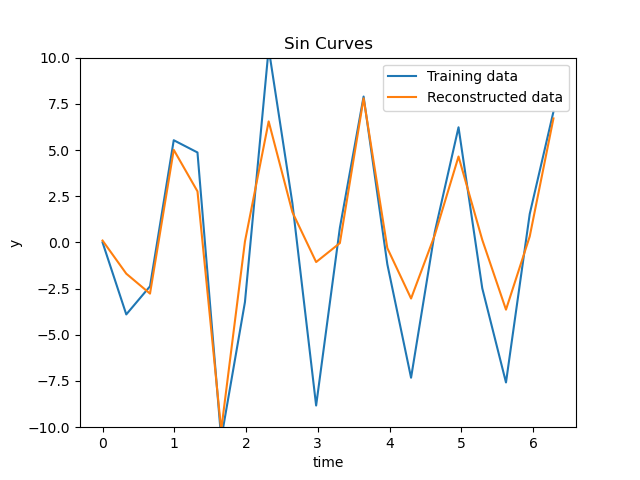 Sin Curves
Training data
Reconstructed data
10.0
7.5
5.0
2.5
0.0
−2.5
−5.0
−7.5
−10.0
y
0 1 2 3 4 5 6
time